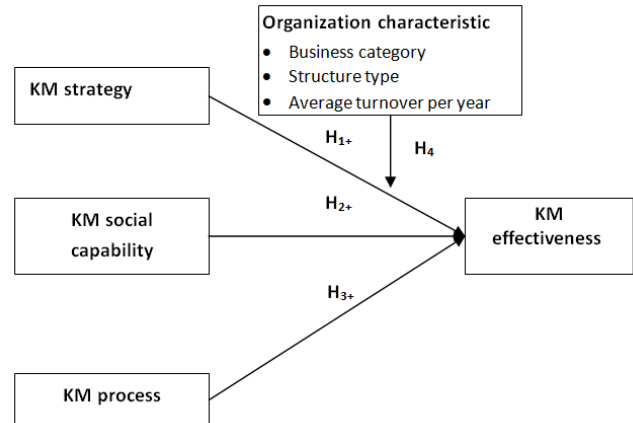 Organization characteristic
• Business category
• Structure type
• Average turnover per year
KM strategy
H1+
H4
KM social
capability
H2+
KM
effectiveness
H3+
KM process